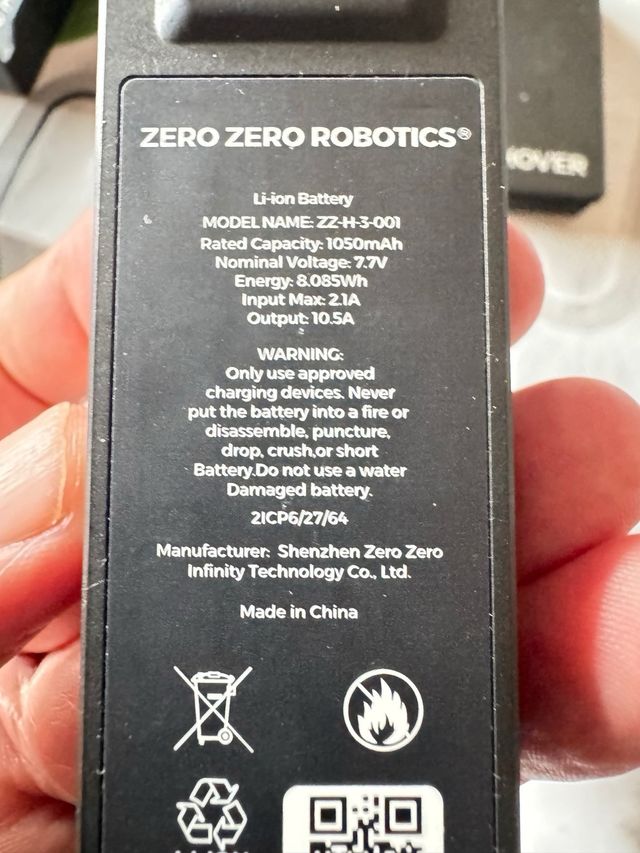 ZERO ZERO ROBOTICS®
HOVER
Li-ion Battery
MODEL NAME: ZZ-H-3-001
Rated Capacity: 1050mAh
Nominal Voltage: 7.7V
Energy: 8.085Wh
Input Max: 2.1A
Output: 10.5A
WARNING:
Only use approved
charging devices. Never
put the battery into a fire or
disassemble, puncture,
drop, crush,or short
Battery.Do not use a water
Damaged battery.
2ICP6/27/64
Manufacturer: Shenzhen Zero Zero
Infinity Technology Co., Ltd.
Made in China